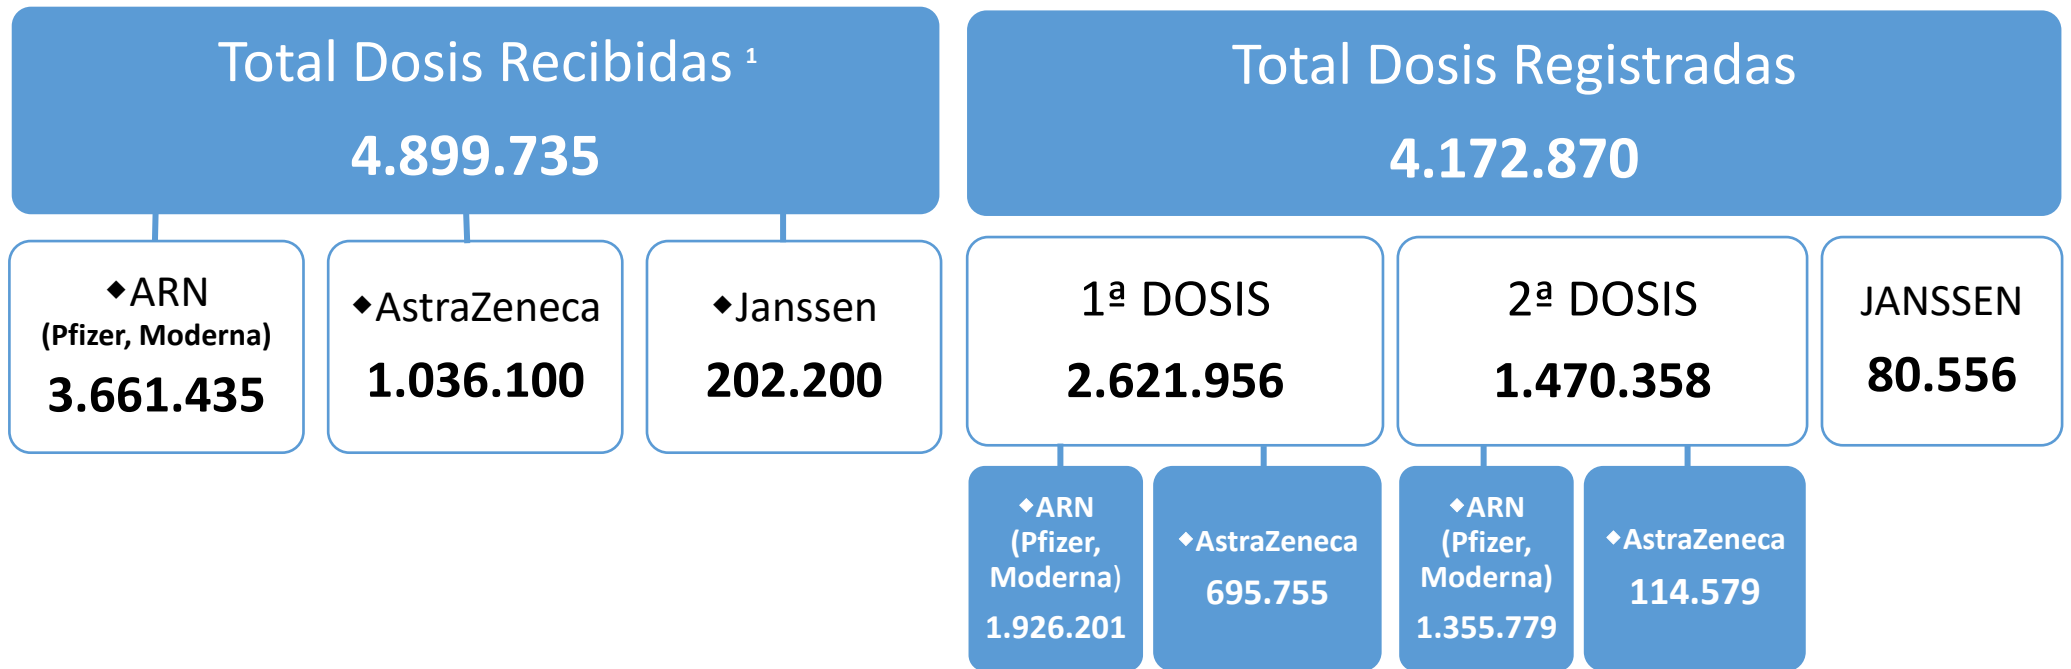 Total Dosis Recibidas ¹
4.899.735
◆ARN
(Pfizer, Moderna)
3.661.435
◆AstraZeneca
1.036.100
◆Janssen
202.200
Total Dosis Registradas
4.172.870
1ª DOSIS
2.621.956
◆ARN
(Pfizer,
Moderna)
1.926.201
◆AstraZeneca
695.755
2ª DOSIS
1.470.358
◆ARN
(Pfizer,
Moderna)
1.355.779
◆AstraZeneca
114.579
JANSSEN
80.556